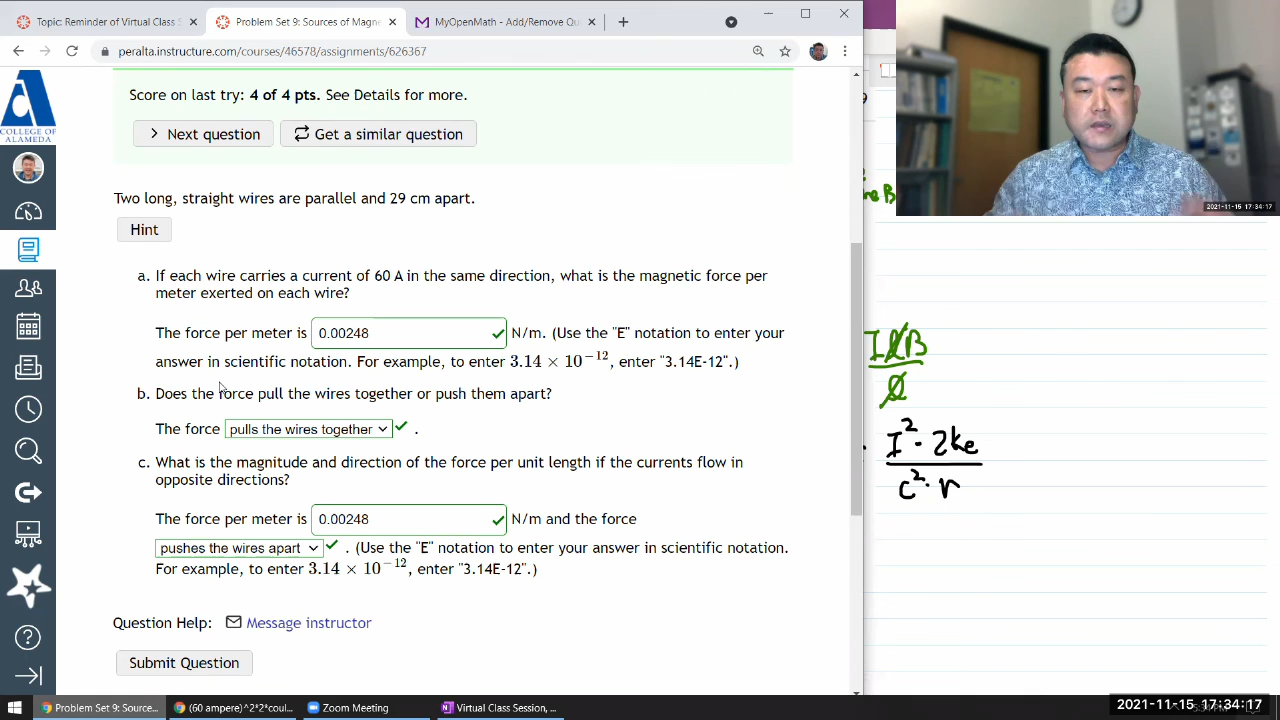 Topic: Reminder of Virtual Class S
Problem Set 9: Sources of Magne
MyOpenMath - Add/Remove Qu
peralta.instructure.com/courses/46578/assignments/626367
COLLEGE OF
ALAMEDA
Score on last try: 4 of 4 pts. See Details for more.
Next question
Get a similar question
Two long, straight wires are parallel and 29 cm apart.
Hint
a. If each wire carries a current of 60 A in the same direction, what is the magnetic force per
meter exerted on each wire?
The force per meter is 0.00248 N/m. (Use the "E" notation to enter your
answer in scientific notation. For example, to enter 3.14 × 10⁻¹², enter "3.14E-12".)
b. Does the force pull the wires together or push them apart?
The force pulls the wires together .
c. What is the magnitude and direction of the force per unit length if the currents flow in
opposite directions?
The force per meter is 0.00248 N/m and the force
pushes the wires apart . (Use the "E" notation to enter your answer in scientific notation.
For example, to enter 3.14 × 10⁻¹², enter "3.14E-12".)
Question Help: Message instructor
Submit Question
IℓB
ℓ
I² · 2ke
c² · r
2021-11-15 17:34:17
Problem Set 9: Source...
(60 ampere)^2*2*coul...
Zoom Meeting
Virtual Class Session, ...
2021-11-15 17:34:17